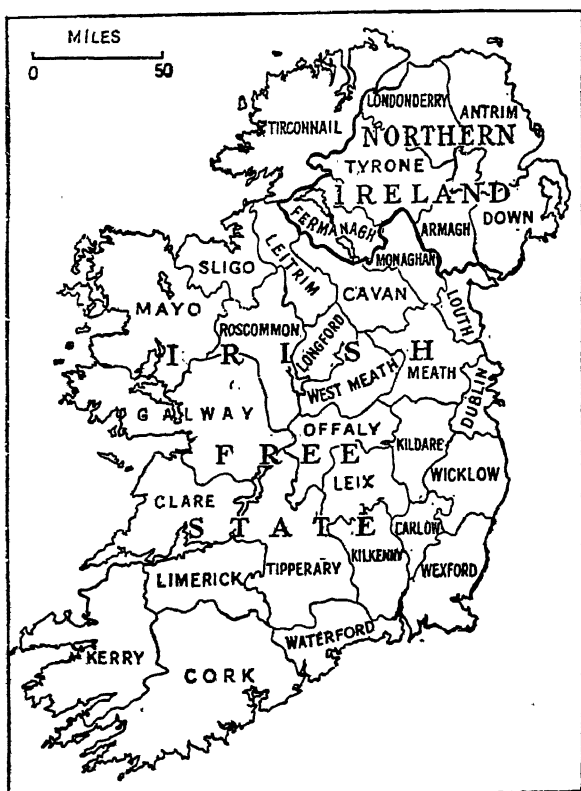 MILES
0 50
TIRCONNAIL
LONDONDERRY
ANTRIM
NORTHERN
TYRONE
IRELAND
FERMANAGH
ARMAGH
DOWN
MONAGHAN
SLIGO
LEITRIM
CAVAN
LOUTH
MAYO
ROSCOMMON
LONGFORD
IRISH
WEST MEATH
MEATH
DUBLIN
GALWAY
OFFALY
KILDARE
FREE
WICKLOW
LEIX
CLARE
STATE
CARLOW
KILKENNY
WEXFORD
LIMERICK
TIPPERARY
WATERFORD
KERRY
CORK